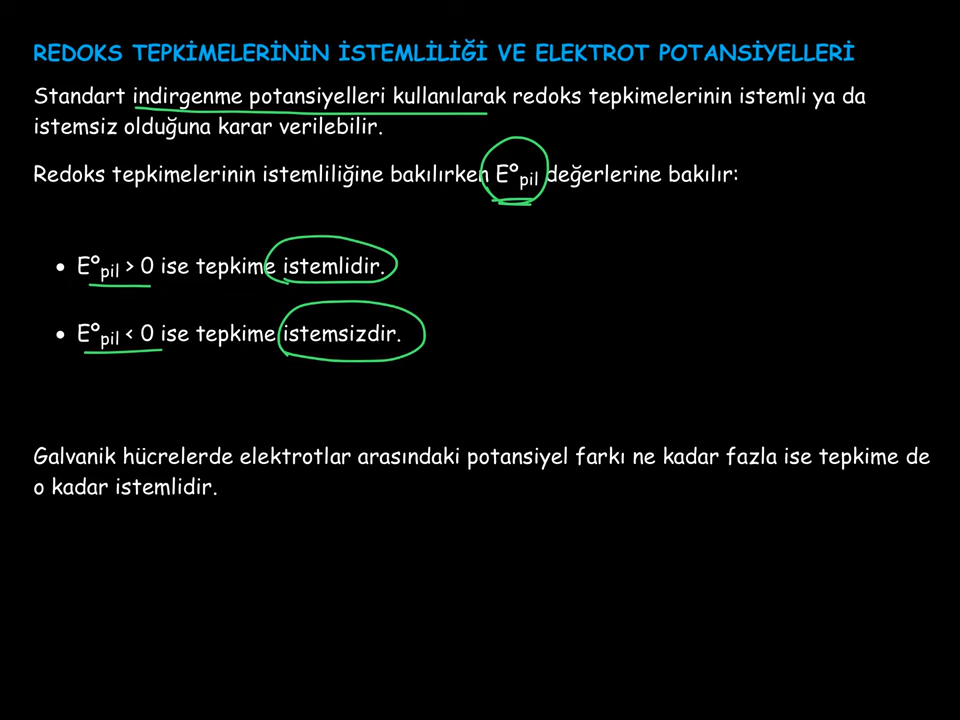 REDOKS TEPKİMELERİNİN İSTEMLİLİĞİ VE ELEKTROT POTANSİYELLERİ
Standart indirgenme potansiyelleri kullanılarak redoks tepkimelerinin istemli ya da
istemsiz olduğuna karar verilebilir.
Redoks tepkimelerinin istemliliğine bakılırken E°pil değerlerine bakılır:
• E°pil > 0 ise tepkime istemlidir.
• E°pil < 0 ise tepkime istemsizdir.
Galvanik hücrelerde elektrotlar arasındaki potansiyel farkı ne kadar fazla ise tepkime de
o kadar istemlidir.